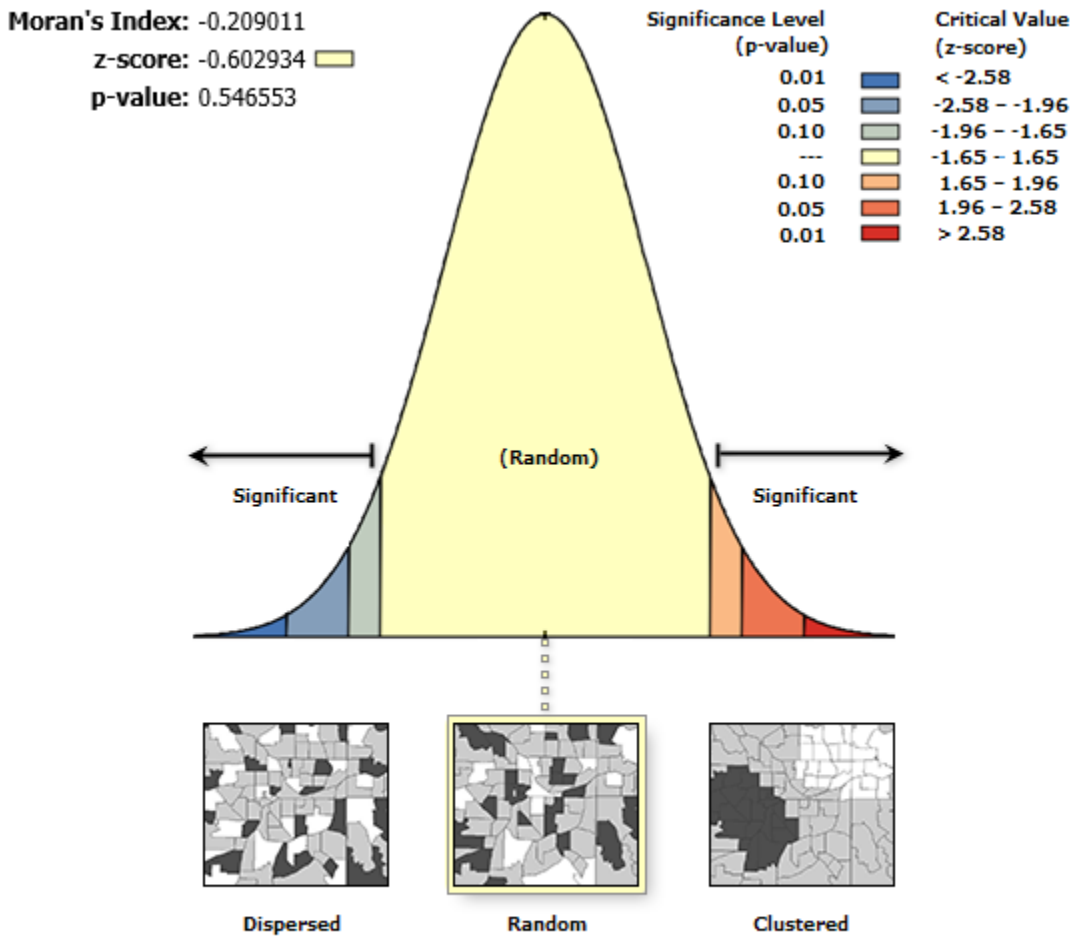 Moran's Index: -0.209011
z-score: -0.602934
p-value: 0.546553
Significance Level
(p-value)
Critical Value
(z-score)
0.01 < -2.58
0.05 -2.58 – -1.96
0.10 -1.96 – -1.65
--- -1.65 – 1.65
0.10 1.65 – 1.96
0.05 1.96 – 2.58
0.01 > 2.58
(Random)
Significant
Significant
Dispersed
Random
Clustered